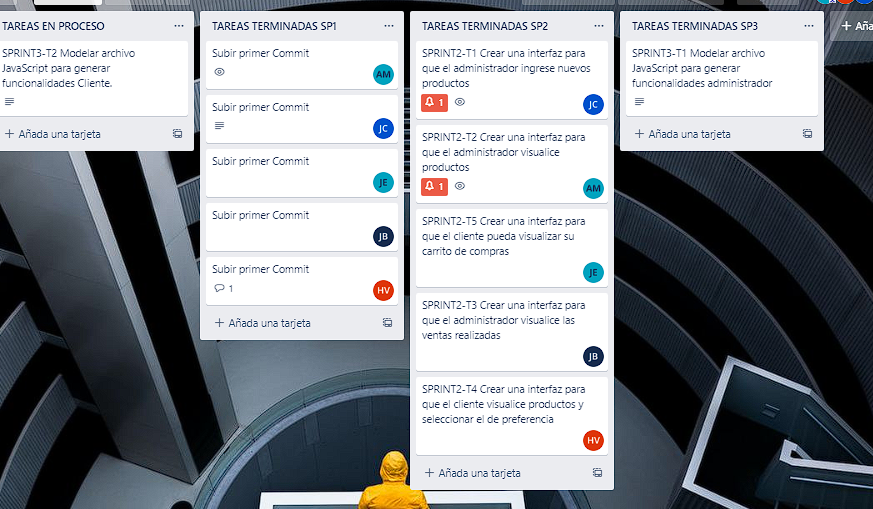 TAREAS EN PROCESO
SPRINT3-T2 Modelar archivo
JavaScript para generar
funcionalidades Cliente.
+ Añada una tarjeta
TAREAS TERMINADAS SP1
Subir primer Commit
AM
Subir primer Commit
JC
Subir primer Commit
JE
Subir primer Commit
JB
Subir primer Commit
1
HV
+ Añada una tarjeta
TAREAS TERMINADAS SP2
SPRINT2-T1 Crear una interfaz para
que el administrador ingrese nuevos
productos
1
JC
SPRINT2-T2 Crear una interfaz para
que el administrador visualice
productos
1
AM
SPRINT2-T5 Crear una interfaz para
que el cliente pueda visualizar su
carrito de compras
JE
SPRINT2-T3 Crear una interfaz para
que el administrador visualice las
ventas realizadas
JB
SPRINT2-T4 Crear una interfaz para
que el cliente visualice productos y
seleccionar el de preferencia
HV
+ Añada una tarjeta
TAREAS TERMINADAS SP3
SPRINT3-T1 Modelar archivo
JavaScript para generar
funcionalidades administrador
+ Añada una tarjeta
+ Aña